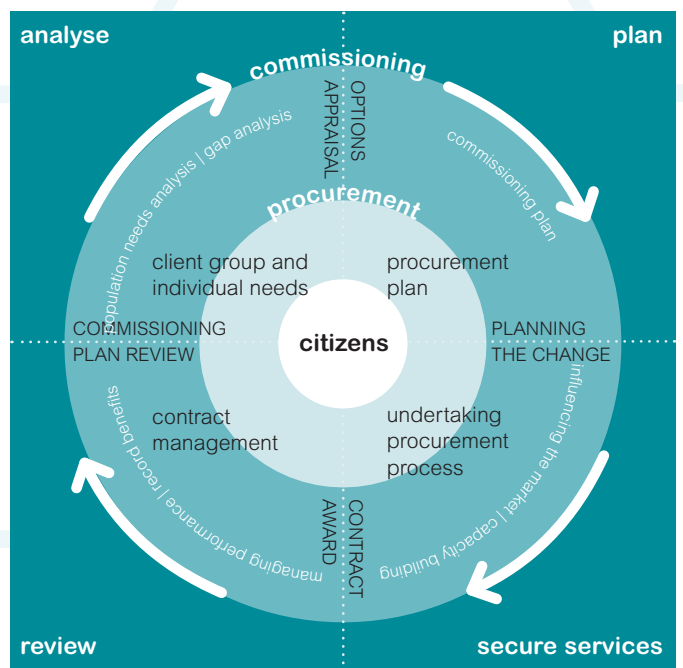 analyse
plan
commissioning
OPTIONS
APPRAISAL
population needs analysis | gap analysis
commissioning plan
procurement
client group and
individual needs
procurement
plan
citizens
COMMISSIONING
PLAN REVIEW
PLANNING
THE CHANGE
contract
management
undertaking
procurement
process
managing performance | record benefits
influencing the market | capacity building
CONTRACT
AWARD
review
secure services